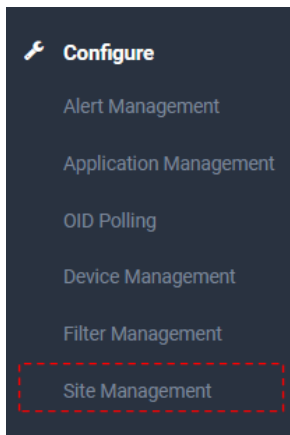 Configure
Alert Management
Application Management
OID Polling
Device Management
Filter Management
Site Management